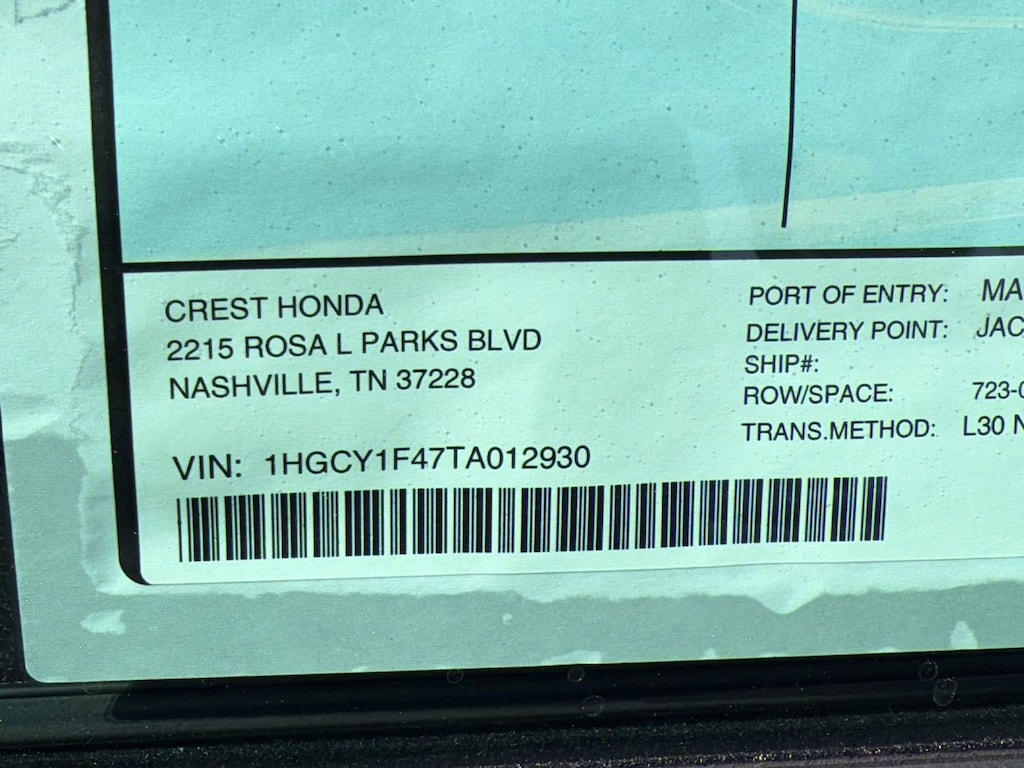 CREST HONDA
2215 ROSA L PARKS BLVD
NASHVILLE, TN 37228
VIN: 1HGCY1F47TA012930
PORT OF ENTRY: MA
DELIVERY POINT: JAC
SHIP#:
ROW/SPACE: 723-0
TRANS.METHOD: L30 N